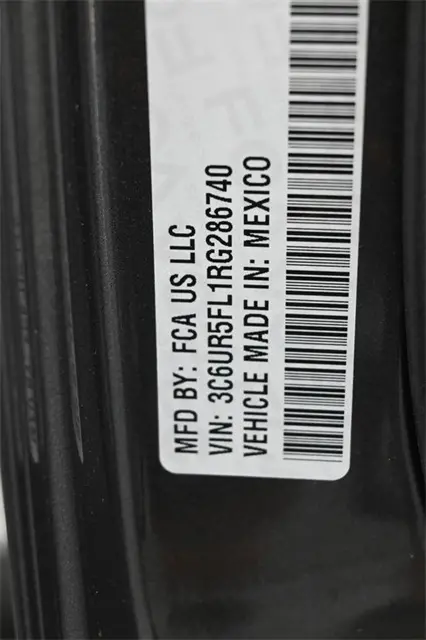 MFD BY: FCA US LLC
VIN: 3C6UR5FL1RG286740
VEHICLE MADE IN: MEXICO